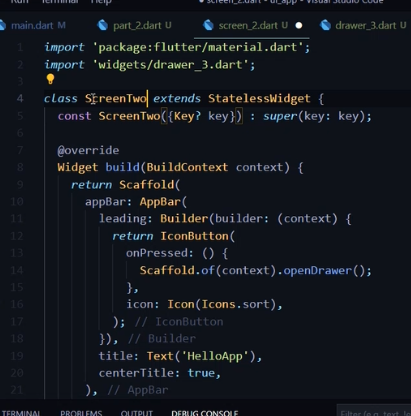 Run Terminal Help screen_2.dart - ui_app - Visual Studio Code
main.dart U part_2.dart U screen_2.dart U ● drawer_3.dart U
1 import 'package:flutter/material.dart';
2 import 'widgets/drawer_3.dart';
3
4 class ScreenTwo extends StatelessWidget {
5 const ScreenTwo({Key? key}) : super(key: key);
6
7 @override
8 Widget build(BuildContext context) {
9 return Scaffold(
10 appBar: AppBar(
11 leading: Builder(builder: (context) {
12 return IconButton(
13 onPressed: () {
14 Scaffold.of(context).openDrawer();
15 },
16 icon: Icon(Icons.sort),
17 ); // IconButton
18 }), // Builder
19 title: Text('HelloApp'),
20 centerTitle: true,
21 ), // AppBar
TERMINAL PROBLEMS OUTPUT DEBUG CONSOLE Filter (e.g. text